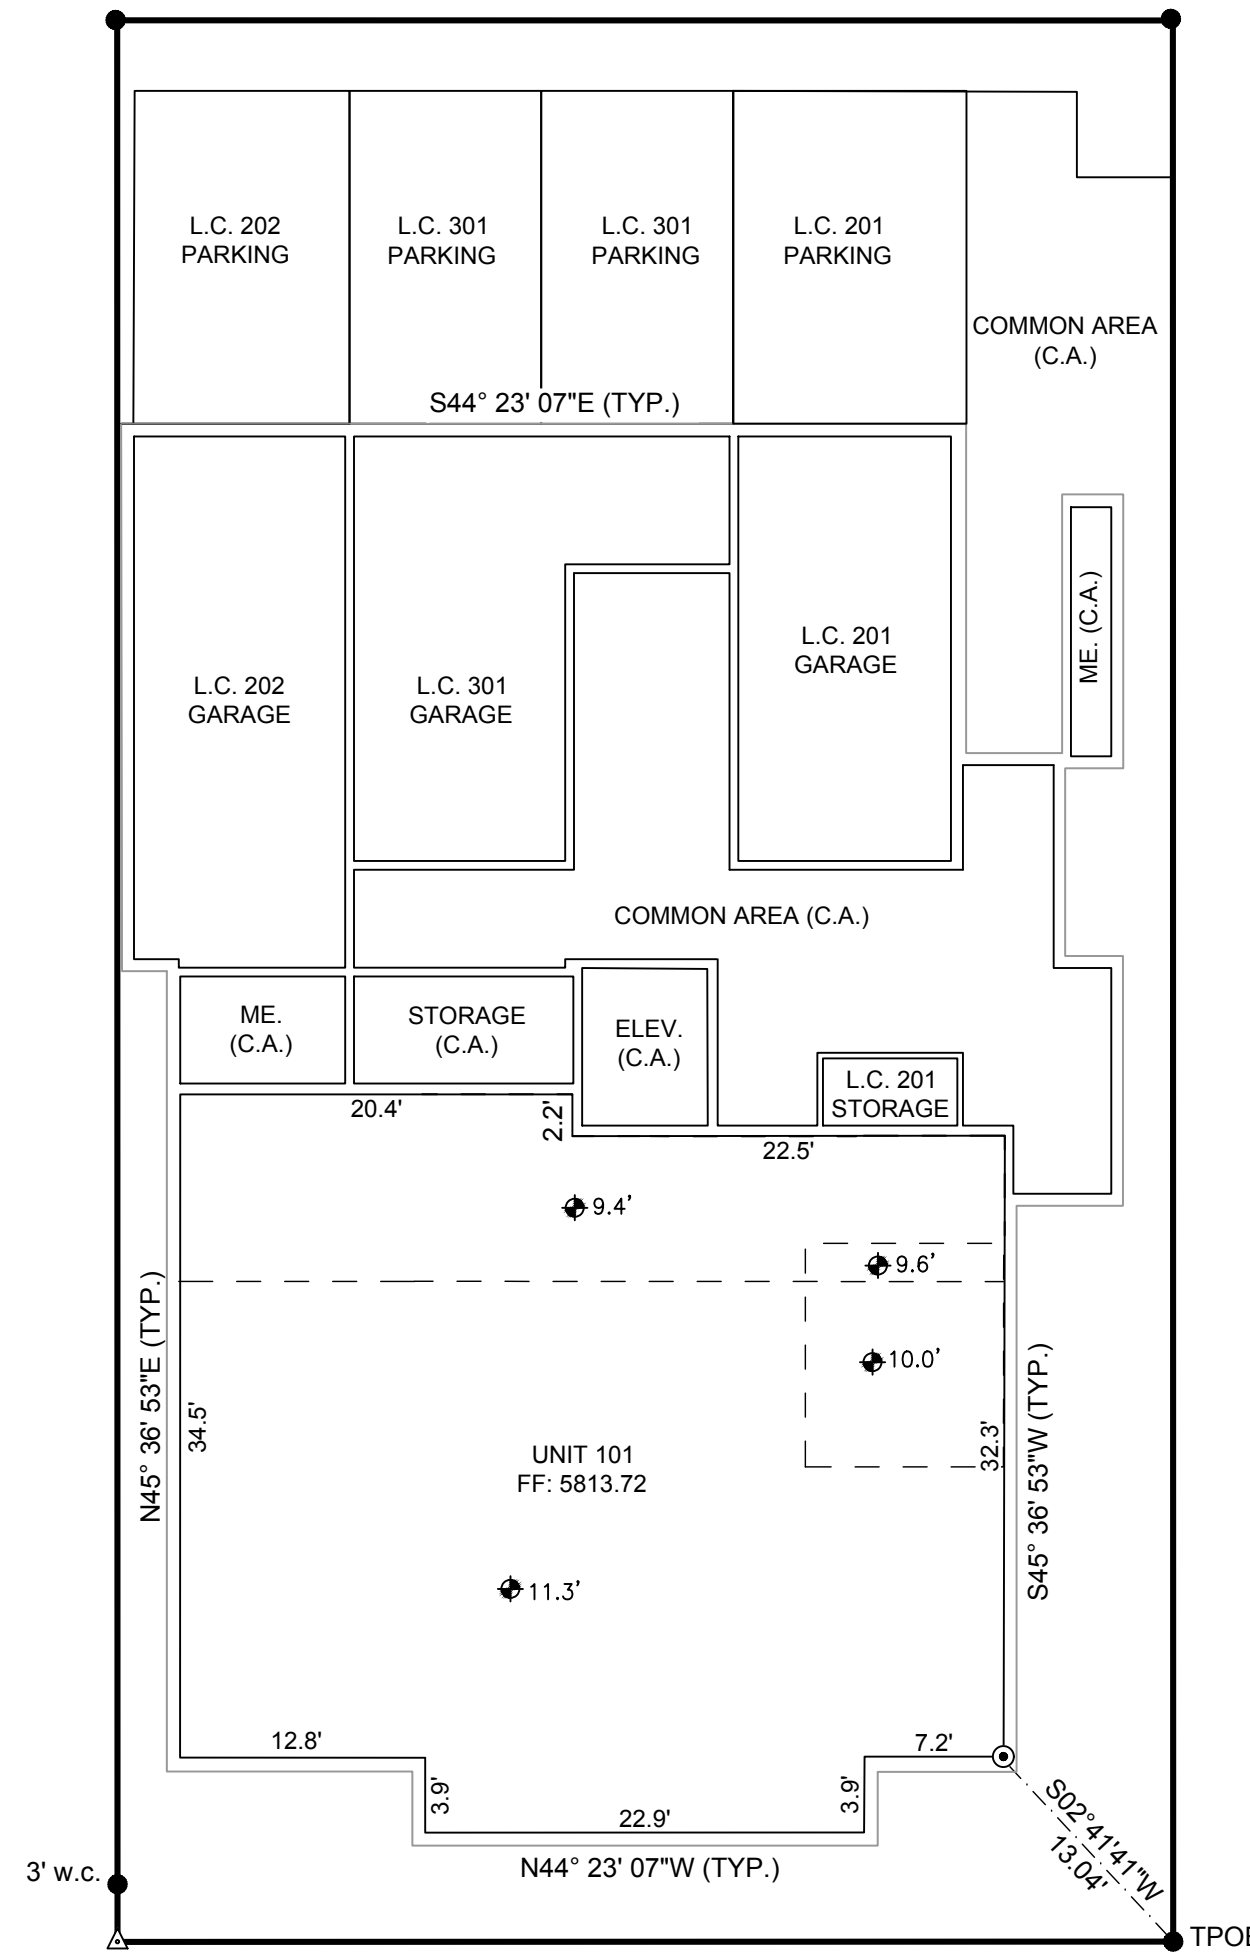 L.C. 202
PARKING
L.C. 301
PARKING
L.C. 301
PARKING
L.C. 201
PARKING
COMMON AREA
(C.A.)
S44° 23' 07"E (TYP.)
L.C. 202
GARAGE
L.C. 301
GARAGE
L.C. 201
GARAGE
ME. (C.A.)
COMMON AREA (C.A.)
ME.
(C.A.)
STORAGE
(C.A.)
ELEV.
(C.A.)
L.C. 201
STORAGE
20.4'
2.2'
22.5'
9.4'
9.6'
10.0'
N45° 36' 53"E (TYP.)
34.5'
32.3'
S45° 36' 53"W (TYP.)
UNIT 101
FF: 5813.72
11.3'
12.8'
7.2'
3.9'
3.9'
22.9'
N44° 23' 07"W (TYP.)
S02°41'41"W
13.04'
3' w.c.